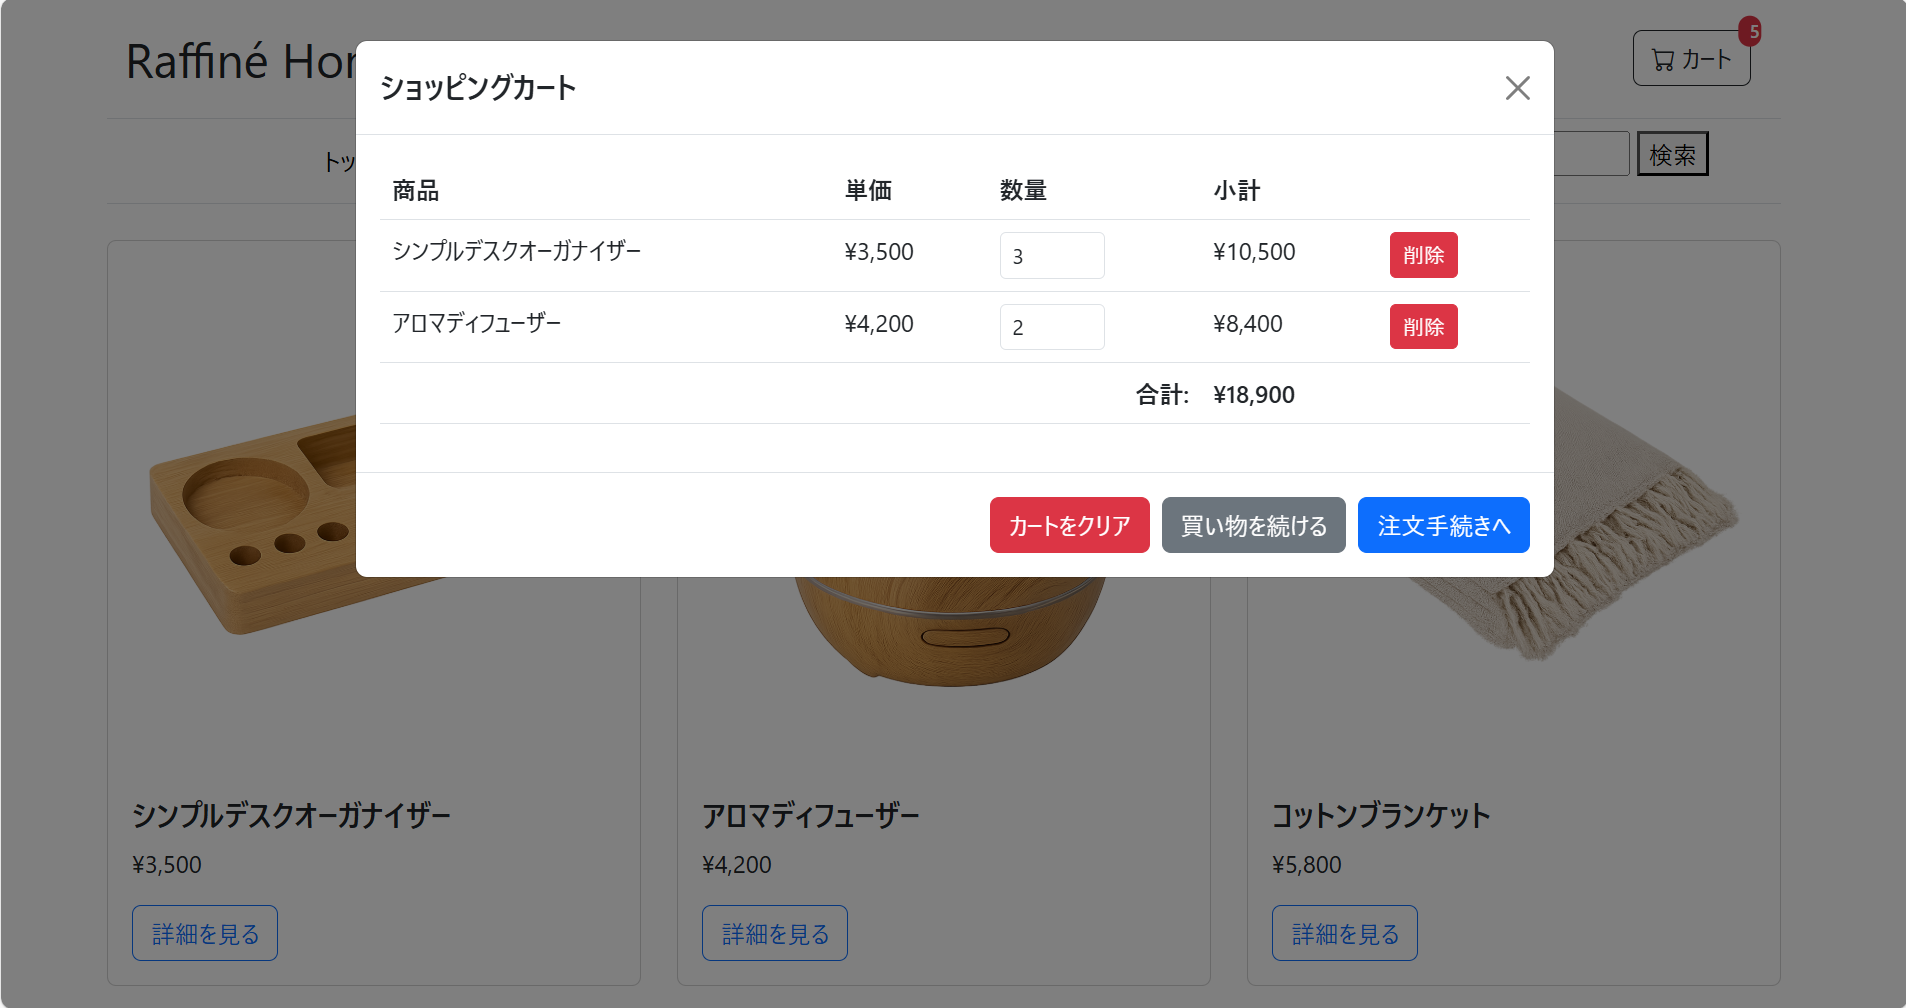 Raffiné Hor
カート
5
トッ
検索
ショッピングカート
商品 単価 数量 小計
シンプルデスクオーガナイザー ¥3,500 3 ¥10,500 削除
アロマディフューザー ¥4,200 2 ¥8,400 削除
合計: ¥18,900
カートをクリア 買い物を続ける 注文手続きへ
シンプルデスクオーガナイザー
¥3,500
詳細を見る
アロマディフューザー
¥4,200
詳細を見る
コットンブランケット
¥5,800
詳細を見る